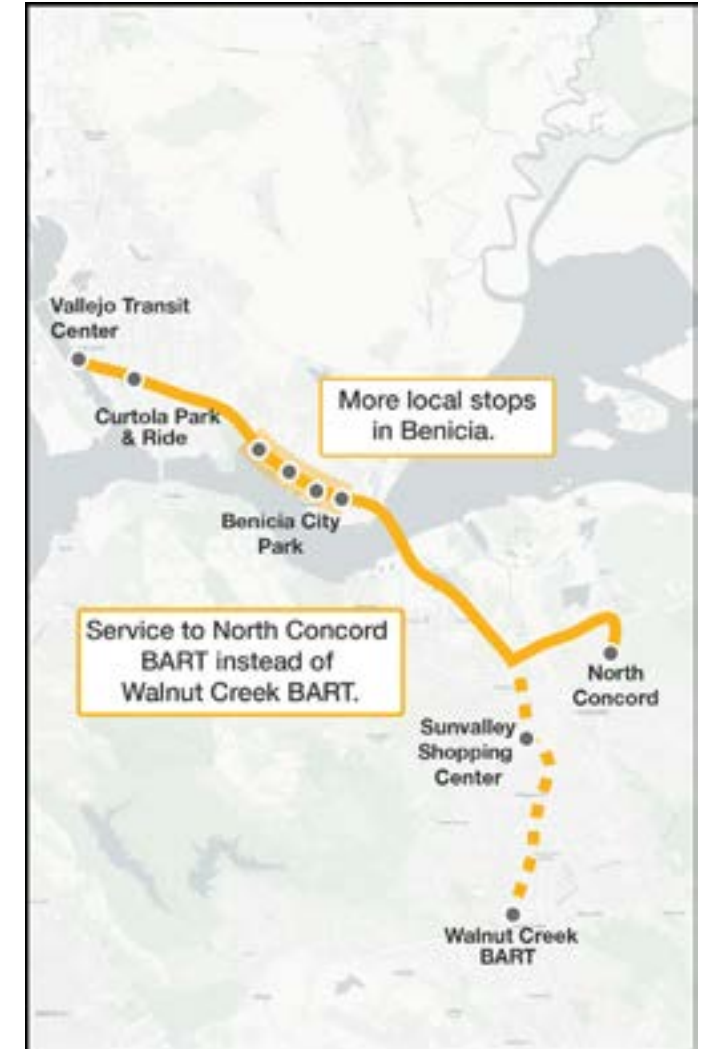 Vallejo Transit
Center
Curtola Park
& Ride
More local stops
in Benicia.
Benicia City
Park
Service to North Concord
BART instead of
Walnut Creek BART.
North
Concord
Sunvalley
Shopping
Center
Walnut Creek
BART